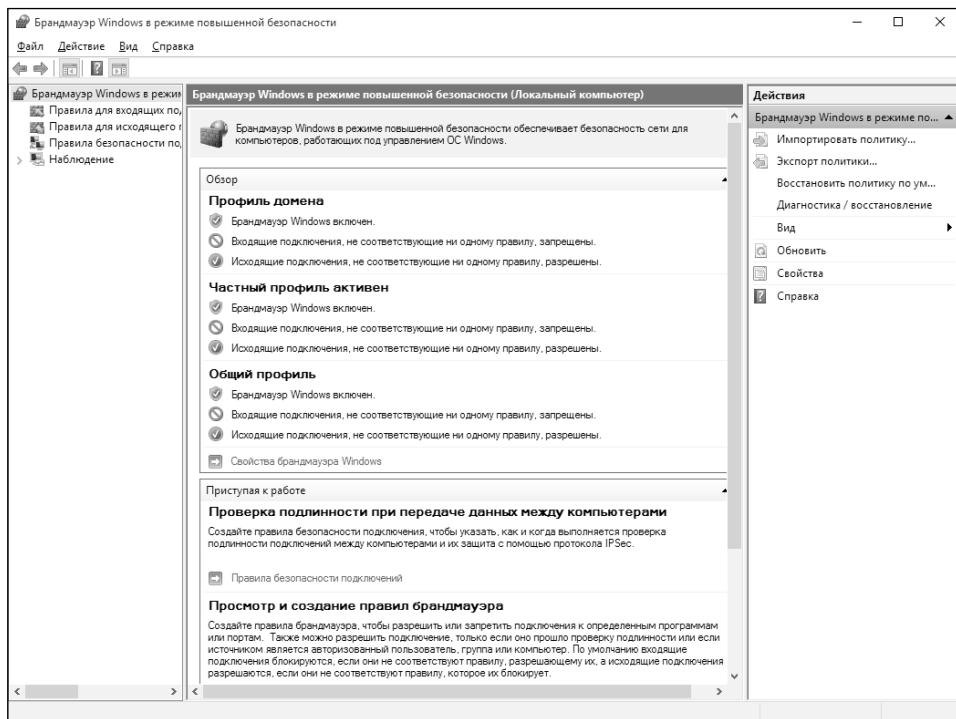 Брандмауэр Windows в режиме повышенной безопасности
Файл Действие Вид Справка
Брандмауэр Windows в режим
Правила для входящих по
Правила для исходящего
Правила безопасности по
Наблюдение
Брандмауэр Windows в режиме повышенной безопасности (Локальный компьютер)
Брандмауэр Windows в режиме повышенной безопасности обеспечивает безопасность сети для
компьютеров, работающих под управлением ОС Windows.
Обзор
Профиль домена
Брандмауэр Windows включен.
Входящие подключения, не соответствующие ни одному правилу, запрещены.
Исходящие подключения, не соответствующие ни одному правилу, разрешены.
Частный профиль активен
Брандмауэр Windows включен.
Входящие подключения, не соответствующие ни одному правилу, запрещены.
Исходящие подключения, не соответствующие ни одному правилу, разрешены.
Общий профиль
Брандмауэр Windows включен.
Входящие подключения, не соответствующие ни одному правилу, запрещены.
Исходящие подключения, не соответствующие ни одному правилу, разрешены.
Свойства брандмауэра Windows
Приступая к работе
Проверка подлинности при передаче данных между компьютерами
Создайте правила безопасности подключения, чтобы указать, как и когда выполняется проверка
подлинности подключений между компьютерами и их защита с помощью протокола IPSec.
Правила безопасности подключений
Просмотр и создание правил брандмауэра
Создайте правила брандмауэра, чтобы разрешить или запретить подключения к определенным программам
или портам. Также можно разрешить подключение, только если оно прошло проверку подлинности или если
источником является авторизованный пользователь, группа или компьютер. По умолчанию входящие
подключения блокируются, если они не соответствуют правилу, разрешающему их, а исходящие подключения
разрешаются, если они не соответствуют правилу, которое их блокирует.
Действия
Брандмауэр Windows в режиме по...
Импортировать политику...
Экспорт политики...
Восстановить политику по ум...
Диагностика / восстановление
Вид
Обновить
Свойства
Справка